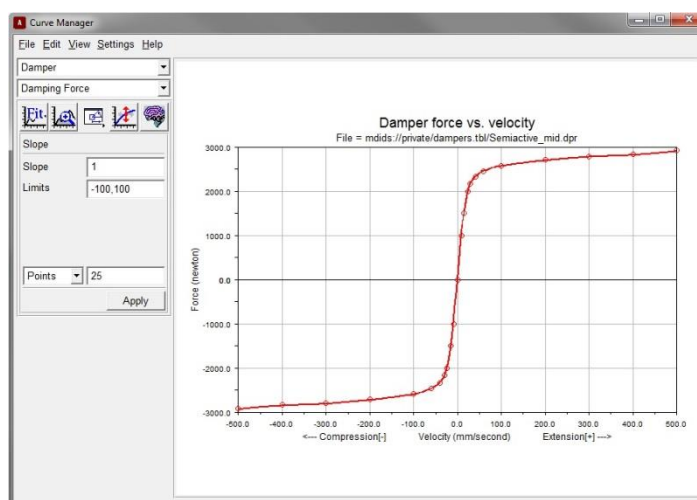 Curve Manager
File Edit View Settings Help
Damper
Damping Force
Fit.
Slope
Slope 1
Limits -100,100
Points 25
Apply
Damper force vs. velocity
File = mdids://private/dampers.tbl/Semiactive_mid.dpr
Force (newton)
3000.0
2000.0
1000.0
0.0
-1000.0
-2000.0
-3000.0
-500.0 -400.0 -300.0 -200.0 -100.0 0.0 100.0 200.0 300.0 400.0 500.0
<--- Compression[-] Velocity (mm/second) Extension[+] --->